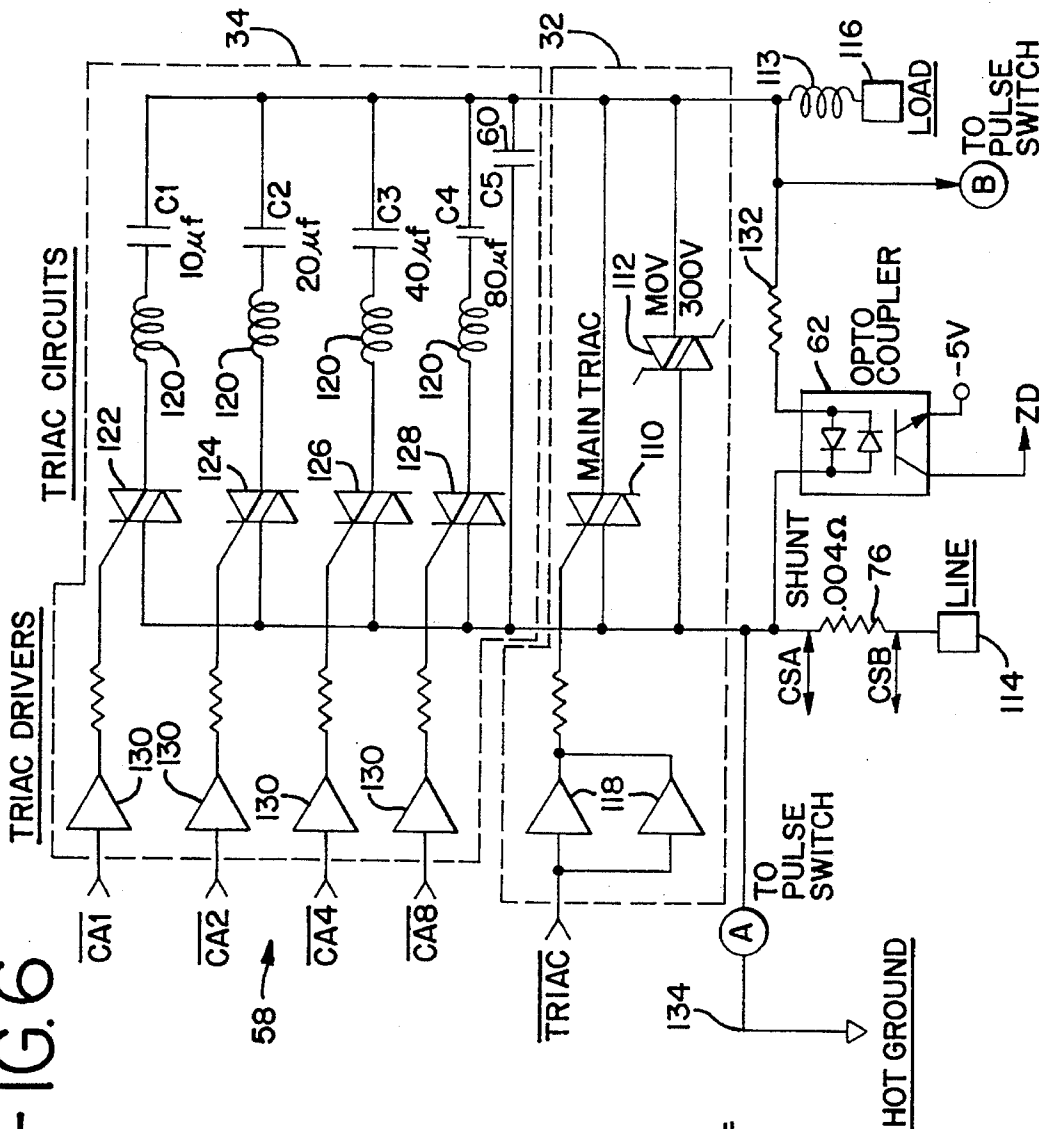 IG. 6
TRIAC DRIVERS
TRIAC CIRCUITS
34
122
120
C1
10µf
130
CA1
124
120
C2
20µf
130
CA2
126
120
C3
40µf
130
CA4
128
120
C4
80µf
130
CA8
58
C5
60
32
MAIN TRIAC
110
112
MOV
300V
118
TRIAC
113
116
LOAD
132
B
TO
PULSE
SWITCH
62
OPTO
COUPLER
-5V
ZD
SHUNT
.004Ω
76
CSA
CSB
LINE
114
A
TO
PULSE
SWITCH
134
HOT GROUND